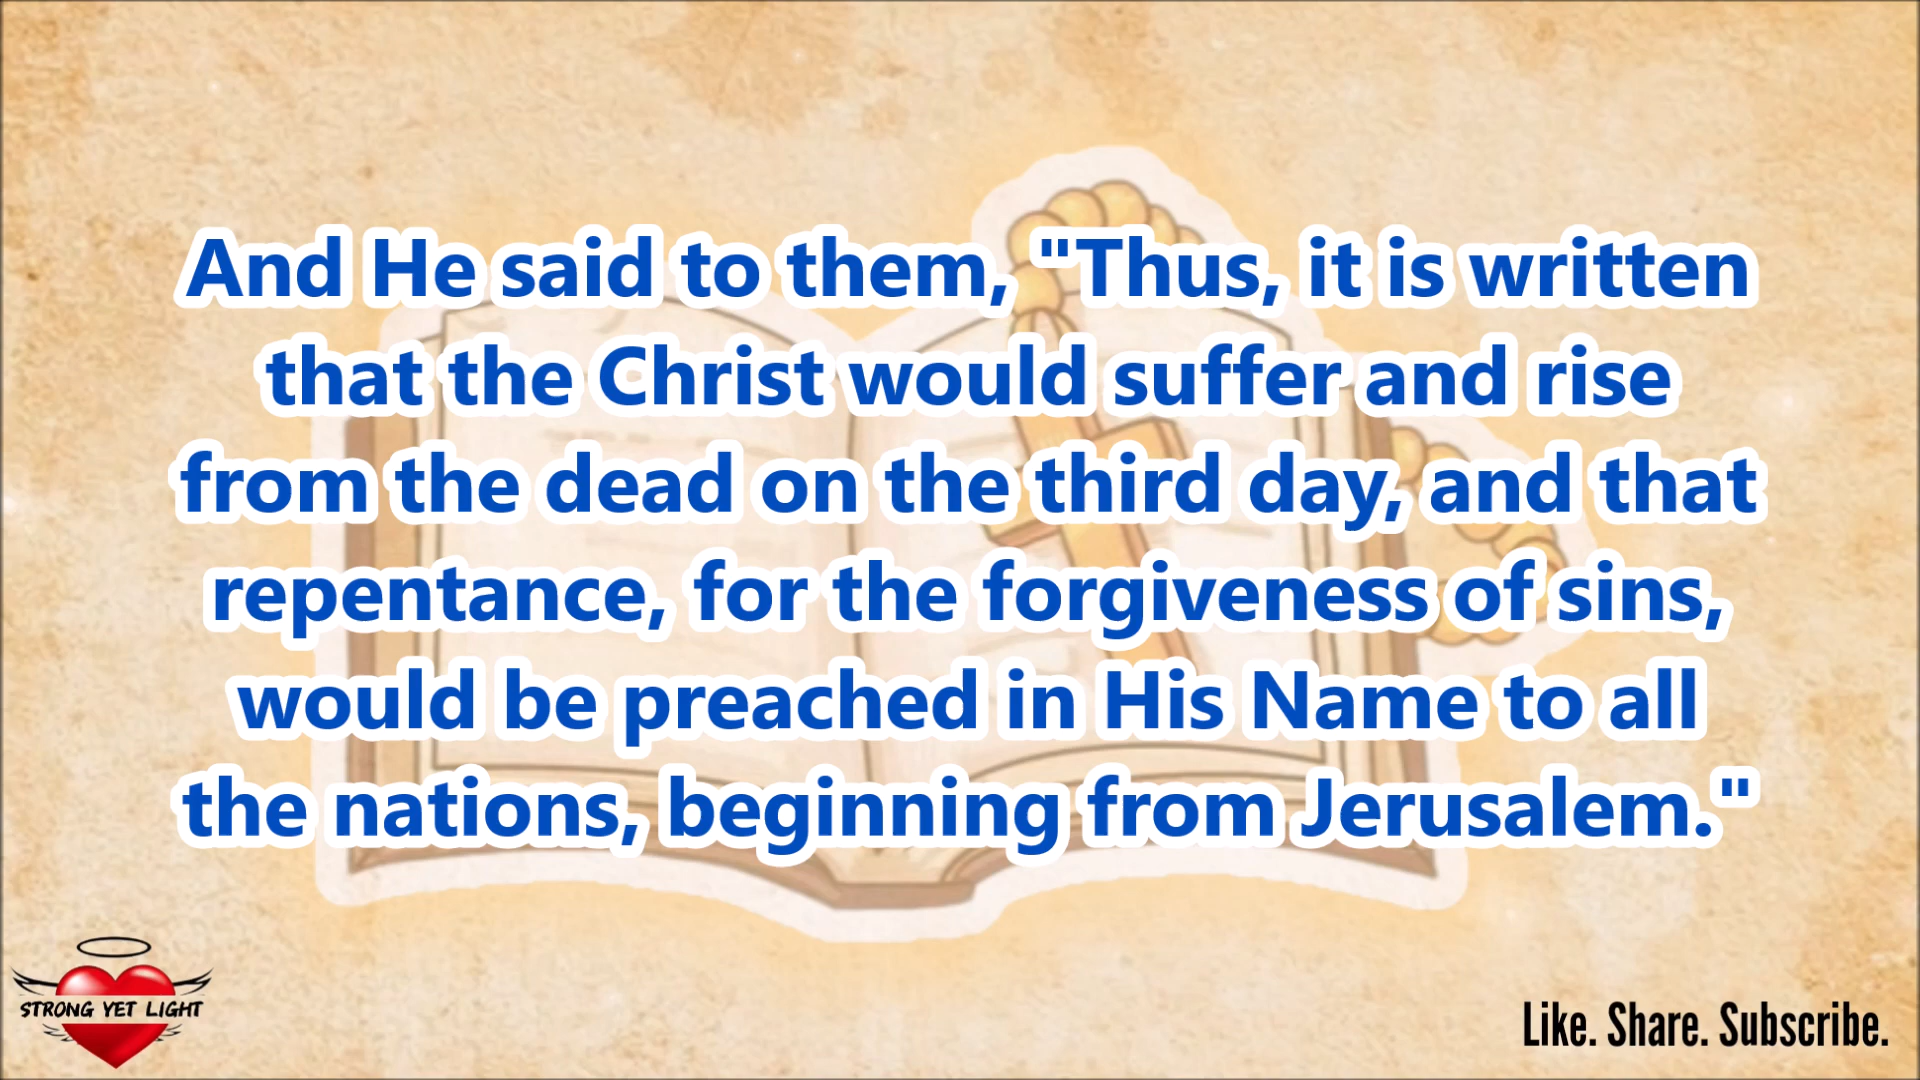 And He said to them, "Thus, it is written
that the Christ would suffer and rise
from the dead on the third day, and that
repentance, for the forgiveness of sins,
would be preached in His Name to all
the nations, beginning from Jerusalem."
STRONG YET LIGHT
Like. Share. Subscribe.